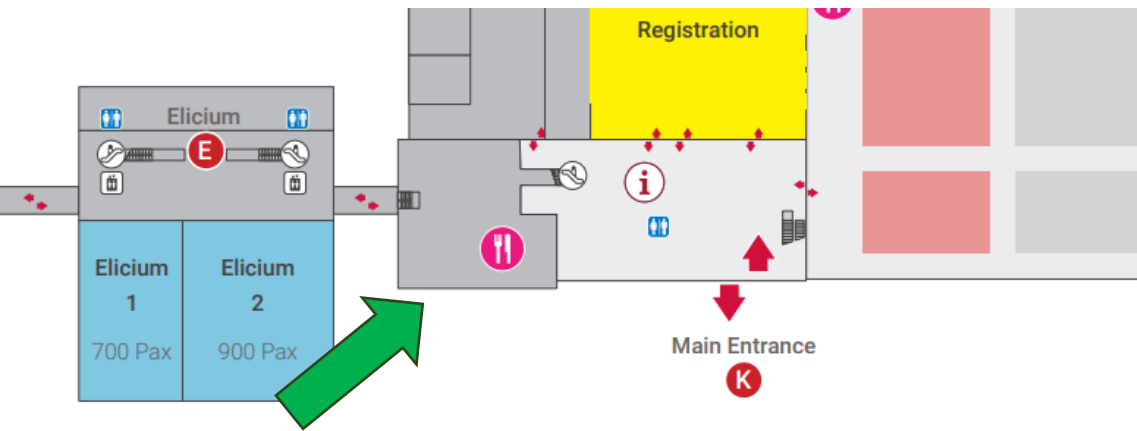 Registration
Elicium
E
i
Elicium
1
700 Pax
Elicium
2
900 Pax
Main Entrance
K